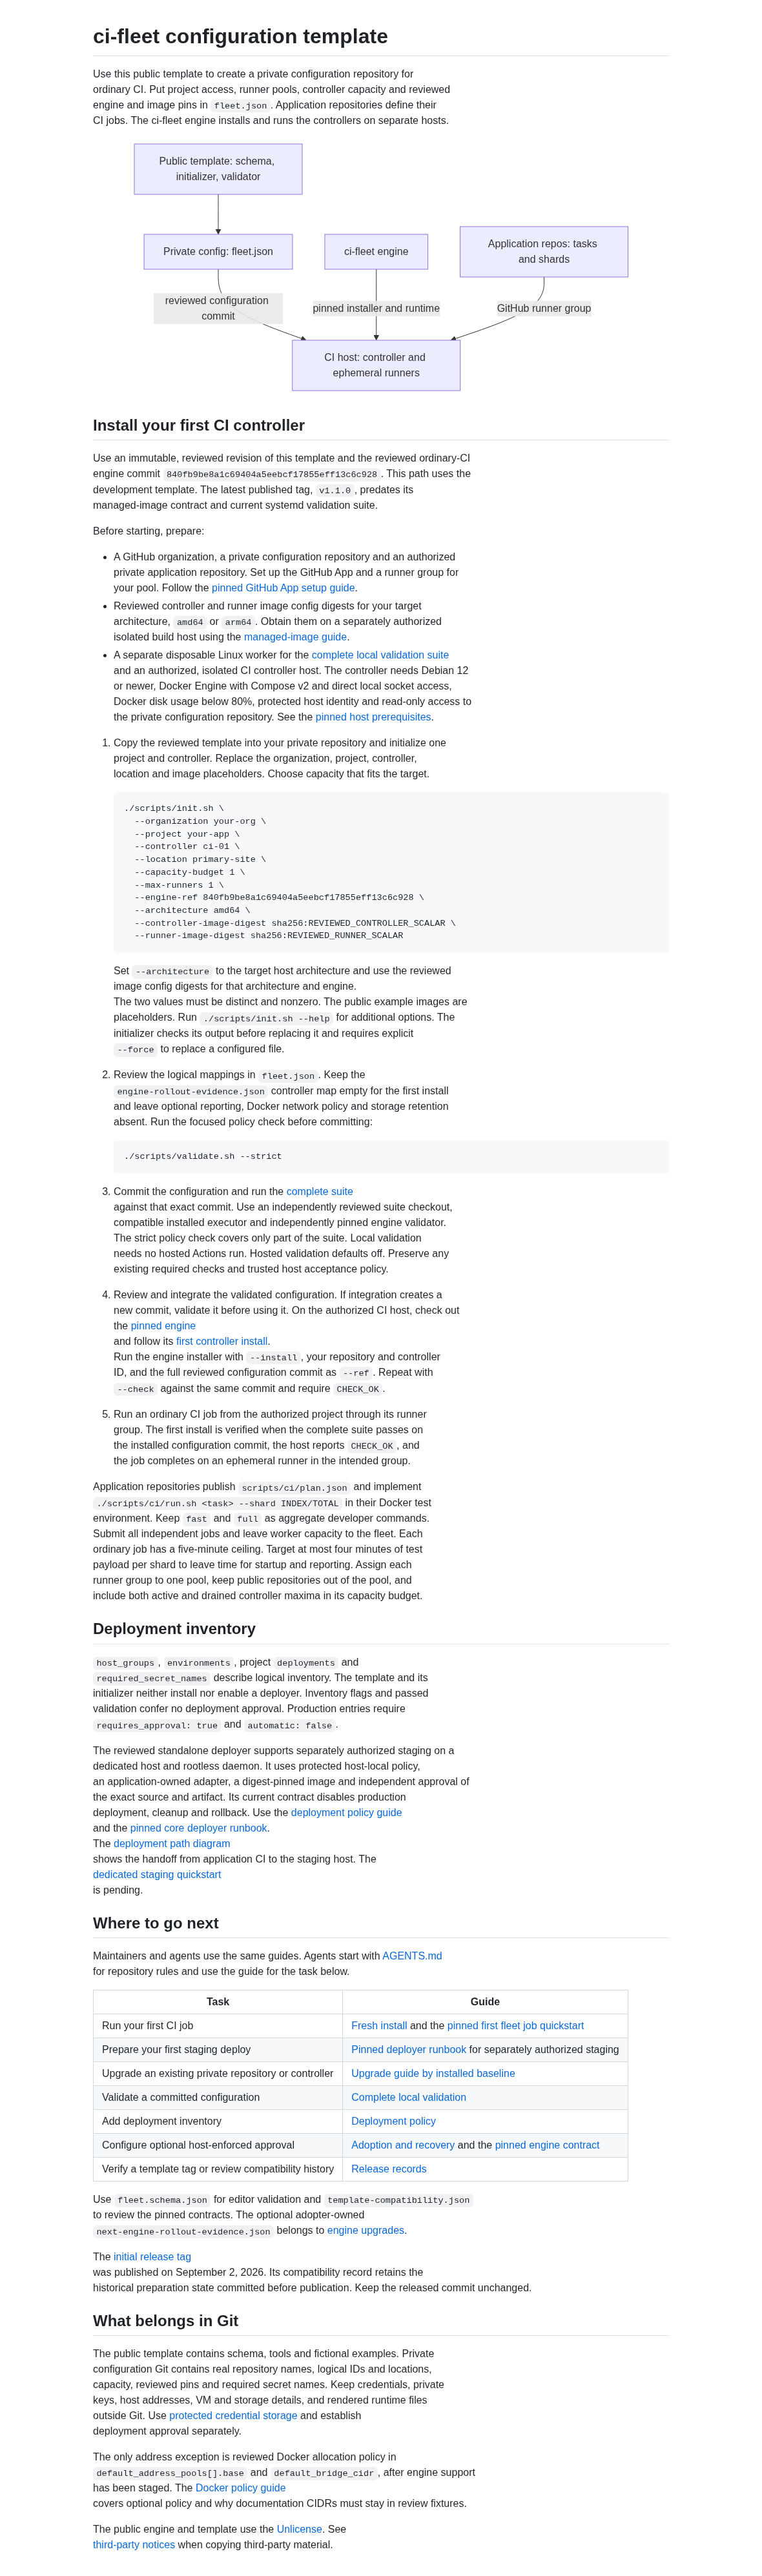 ci-fleet configuration template
Use this public template to create a private configuration repository for
ordinary CI. Put project access, runner pools, controller capacity and reviewed
engine and image pins in fleet.json. Application repositories define their
CI jobs. The ci-fleet engine installs and runs the controllers on separate hosts.
Public template: schema,
initializer, validator
Private config: fleet.json
ci-fleet engine
Application repos: tasks
and shards
reviewed configuration
commit
pinned installer and runtime
GitHub runner group
CI host: controller and
ephemeral runners
Install your first CI controller
Use an immutable, reviewed revision of this template and the reviewed ordinary-CI
engine commit 840fb9be8a1c69404a5eebcf17855eff13c6c928. This path uses the
development template. The latest published tag, v1.1.0, predates its
managed-image contract and current systemd validation suite.
Before starting, prepare:
• A GitHub organization, a private configuration repository and an authorized
private application repository. Set up the GitHub App and a runner group for
your pool. Follow the pinned GitHub App setup guide.
• Reviewed controller and runner image config digests for your target
architecture, amd64 or arm64. Obtain them on a separately authorized
isolated build host using the managed-image guide.
• A separate disposable Linux worker for the complete local validation suite
and an authorized, isolated CI controller host. The controller needs Debian 12
or newer, Docker Engine with Compose v2 and direct local socket access,
Docker disk usage below 80%, protected host identity and read-only access to
the private configuration repository. See the pinned host prerequisites.
1. Copy the reviewed template into your private repository and initialize one
project and controller. Replace the organization, project, controller,
location and image placeholders. Choose capacity that fits the target.
./scripts/init.sh \
--organization your-org \
--project your-app \
--controller ci-01 \
--location primary-site \
--capacity-budget 1 \
--max-runners 1 \
--engine-ref 840fb9be8a1c69404a5eebcf17855eff13c6c928 \
--architecture amd64 \
--controller-image-digest sha256:REVIEWED_CONTROLLER_SCALAR \
--runner-image-digest sha256:REVIEWED_RUNNER_SCALAR
Set --architecture to the target host architecture and use the reviewed
image config digests for that architecture and engine.
The two values must be distinct and nonzero. The public example images are
placeholders. Run ./scripts/init.sh --help for additional options. The
initializer checks its output before replacing it and requires explicit
--force to replace a configured file.
2. Review the logical mappings in fleet.json. Keep the
engine-rollout-evidence.json controller map empty for the first install
and leave optional reporting, Docker network policy and storage retention
absent. Run the focused policy check before committing:
./scripts/validate.sh --strict
3. Commit the configuration and run the complete suite
against that exact commit. Use an independently reviewed suite checkout,
compatible installed executor and independently pinned engine validator.
The strict policy check covers only part of the suite. Local validation
needs no hosted Actions run. Hosted validation defaults off. Preserve any
existing required checks and trusted host acceptance policy.
4. Review and integrate the validated configuration. If integration creates a
new commit, validate it before using it. On the authorized CI host, check out
the pinned engine
and follow its first controller install.
Run the engine installer with --install, your repository and controller
ID, and the full reviewed configuration commit as --ref. Repeat with
--check against the same commit and require CHECK_OK.
5. Run an ordinary CI job from the authorized project through its runner
group. The first install is verified when the complete suite passes on
the installed configuration commit, the host reports CHECK_OK, and
the job completes on an ephemeral runner in the intended group.
Application repositories publish scripts/ci/plan.json and implement
./scripts/ci/run.sh <task> --shard INDEX/TOTAL in their Docker test
environment. Keep fast and full as aggregate developer commands.
Submit all independent jobs and leave worker capacity to the fleet. Each
ordinary job has a five-minute ceiling. Target at most four minutes of test
payload per shard to leave time for startup and reporting. Assign each
runner group to one pool, keep public repositories out of the pool, and
include both active and drained controller maxima in its capacity budget.
Deployment inventory
host_groups, environments, project deployments and
required_secret_names describe logical inventory. The template and its
initializer neither install nor enable a deployer. Inventory flags and passed
validation confer no deployment approval. Production entries require
requires_approval: true and automatic: false.
The reviewed standalone deployer supports separately authorized staging on a
dedicated host and rootless daemon. It uses protected host-local policy,
an application-owned adapter, a digest-pinned image and independent approval of
the exact source and artifact. Its current contract disables production
deployment, cleanup and rollback. Use the deployment policy guide
and the pinned core deployer runbook.
The deployment path diagram
shows the handoff from application CI to the staging host. The
dedicated staging quickstart
is pending.
Where to go next
Maintainers and agents use the same guides. Agents start with AGENTS.md
for repository rules and use the guide for the task below.
Task Guide
Run your first CI job Fresh install and the pinned first fleet job quickstart
Prepare your first staging deploy Pinned deployer runbook for separately authorized staging
Upgrade an existing private repository or controller Upgrade guide by installed baseline
Validate a committed configuration Complete local validation
Add deployment inventory Deployment policy
Configure optional host-enforced approval Adoption and recovery and the pinned engine contract
Verify a template tag or review compatibility history Release records
Use fleet.schema.json for editor validation and template-compatibility.json
to review the pinned contracts. The optional adopter-owned
next-engine-rollout-evidence.json belongs to engine upgrades.
The initial release tag
was published on September 2, 2026. Its compatibility record retains the
historical preparation state committed before publication. Keep the released commit unchanged.
What belongs in Git
The public template contains schema, tools and fictional examples. Private
configuration Git contains real repository names, logical IDs and locations,
capacity, reviewed pins and required secret names. Keep credentials, private
keys, host addresses, VM and storage details, and rendered runtime files
outside Git. Use protected credential storage and establish
deployment approval separately.
The only address exception is reviewed Docker allocation policy in
default_address_pools[].base and default_bridge_cidr, after engine support
has been staged. The Docker policy guide
covers optional policy and why documentation CIDRs must stay in review fixtures.
The public engine and template use the Unlicense. See
third-party notices when copying third-party material.